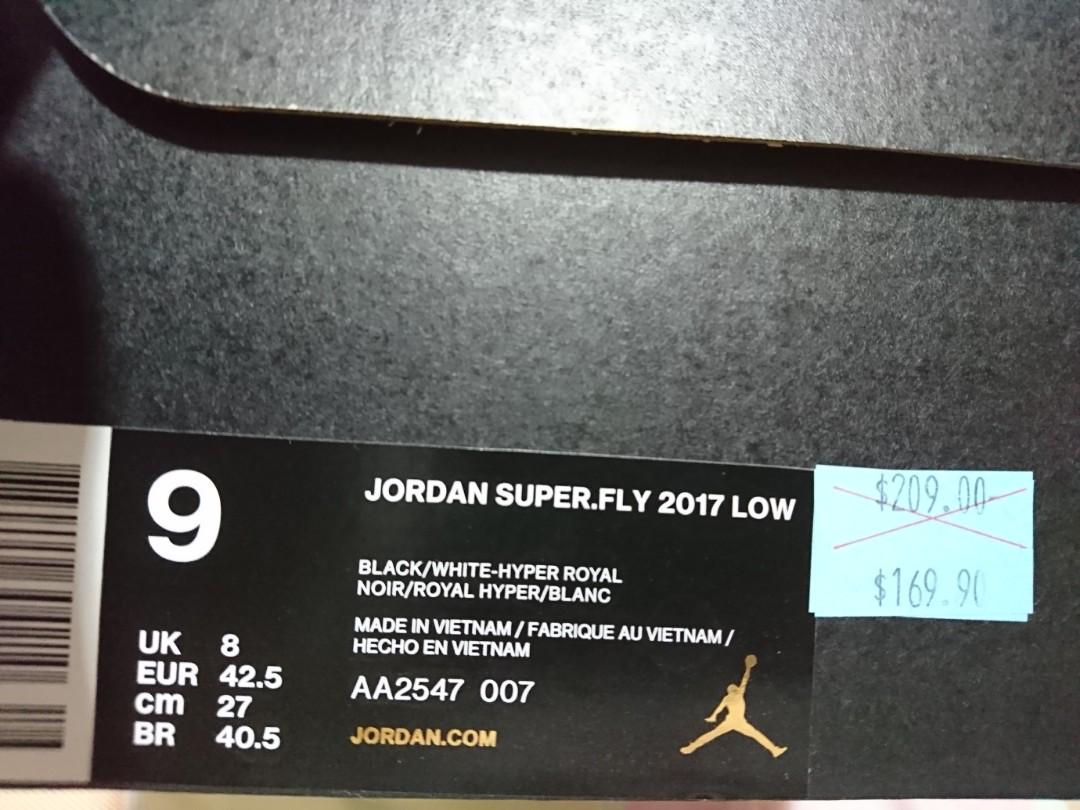 9
JORDAN SUPER.FLY 2017 LOW
$209.00
BLACK/WHITE-HYPER ROYAL
NOIR/ROYAL HYPER/BLANC
$169.90
MADE IN VIETNAM / FABRIQUE AU VIETNAM /
HECHO EN VIETNAM
UK 8
EUR 42.5
cm 27
BR 40.5
AA2547 007
JORDAN.COM